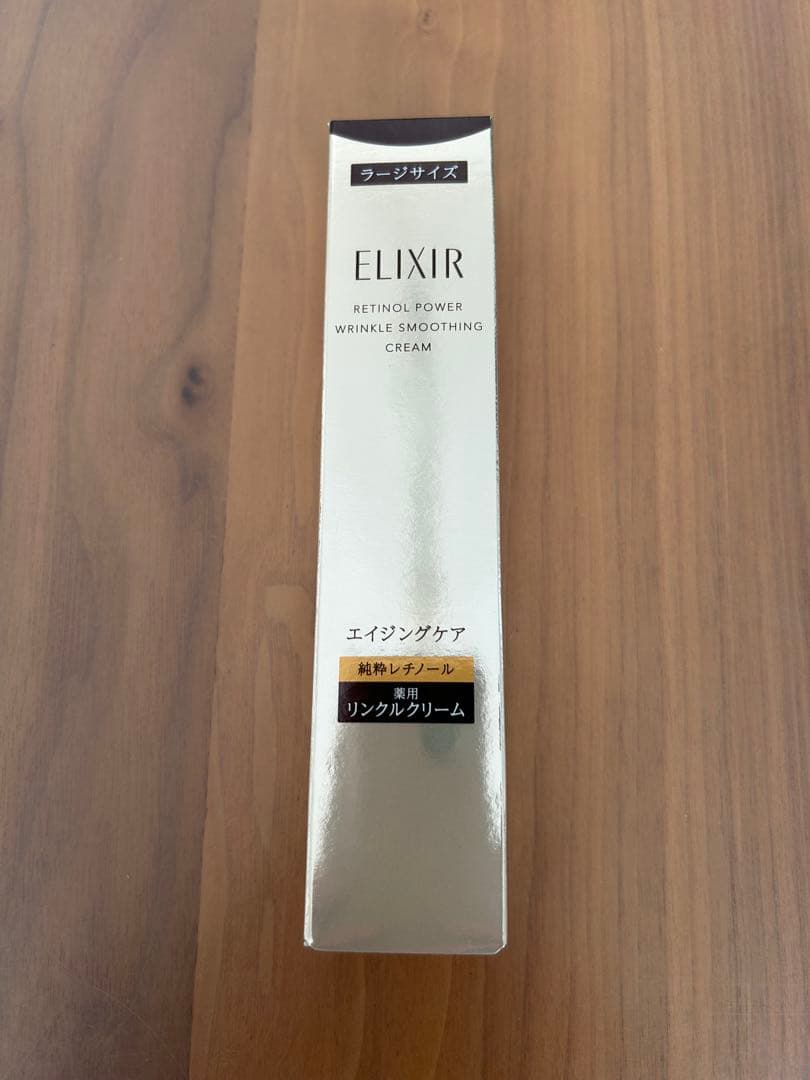 ラージサイズ
ELIXIR
RETINOL POWER
WRINKLE SMOOTHING
CREAM
エイジングケア
純粋レチノール
薬用
リンクルクリーム